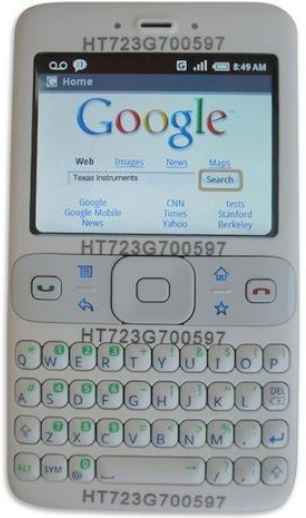 HT723G700597
G 8:49 AM
Home
Google
Web Images News Maps
Texas Instruments Search
Google CNN tests
Google Mobile Times Stanford
News Yahoo Berkeley
HT723G700597
HT723G700597
Q W E R T Y U I O P
A S D F G H J K L DEL
Z X C V B N M
ALT SYM @
HT723G700597